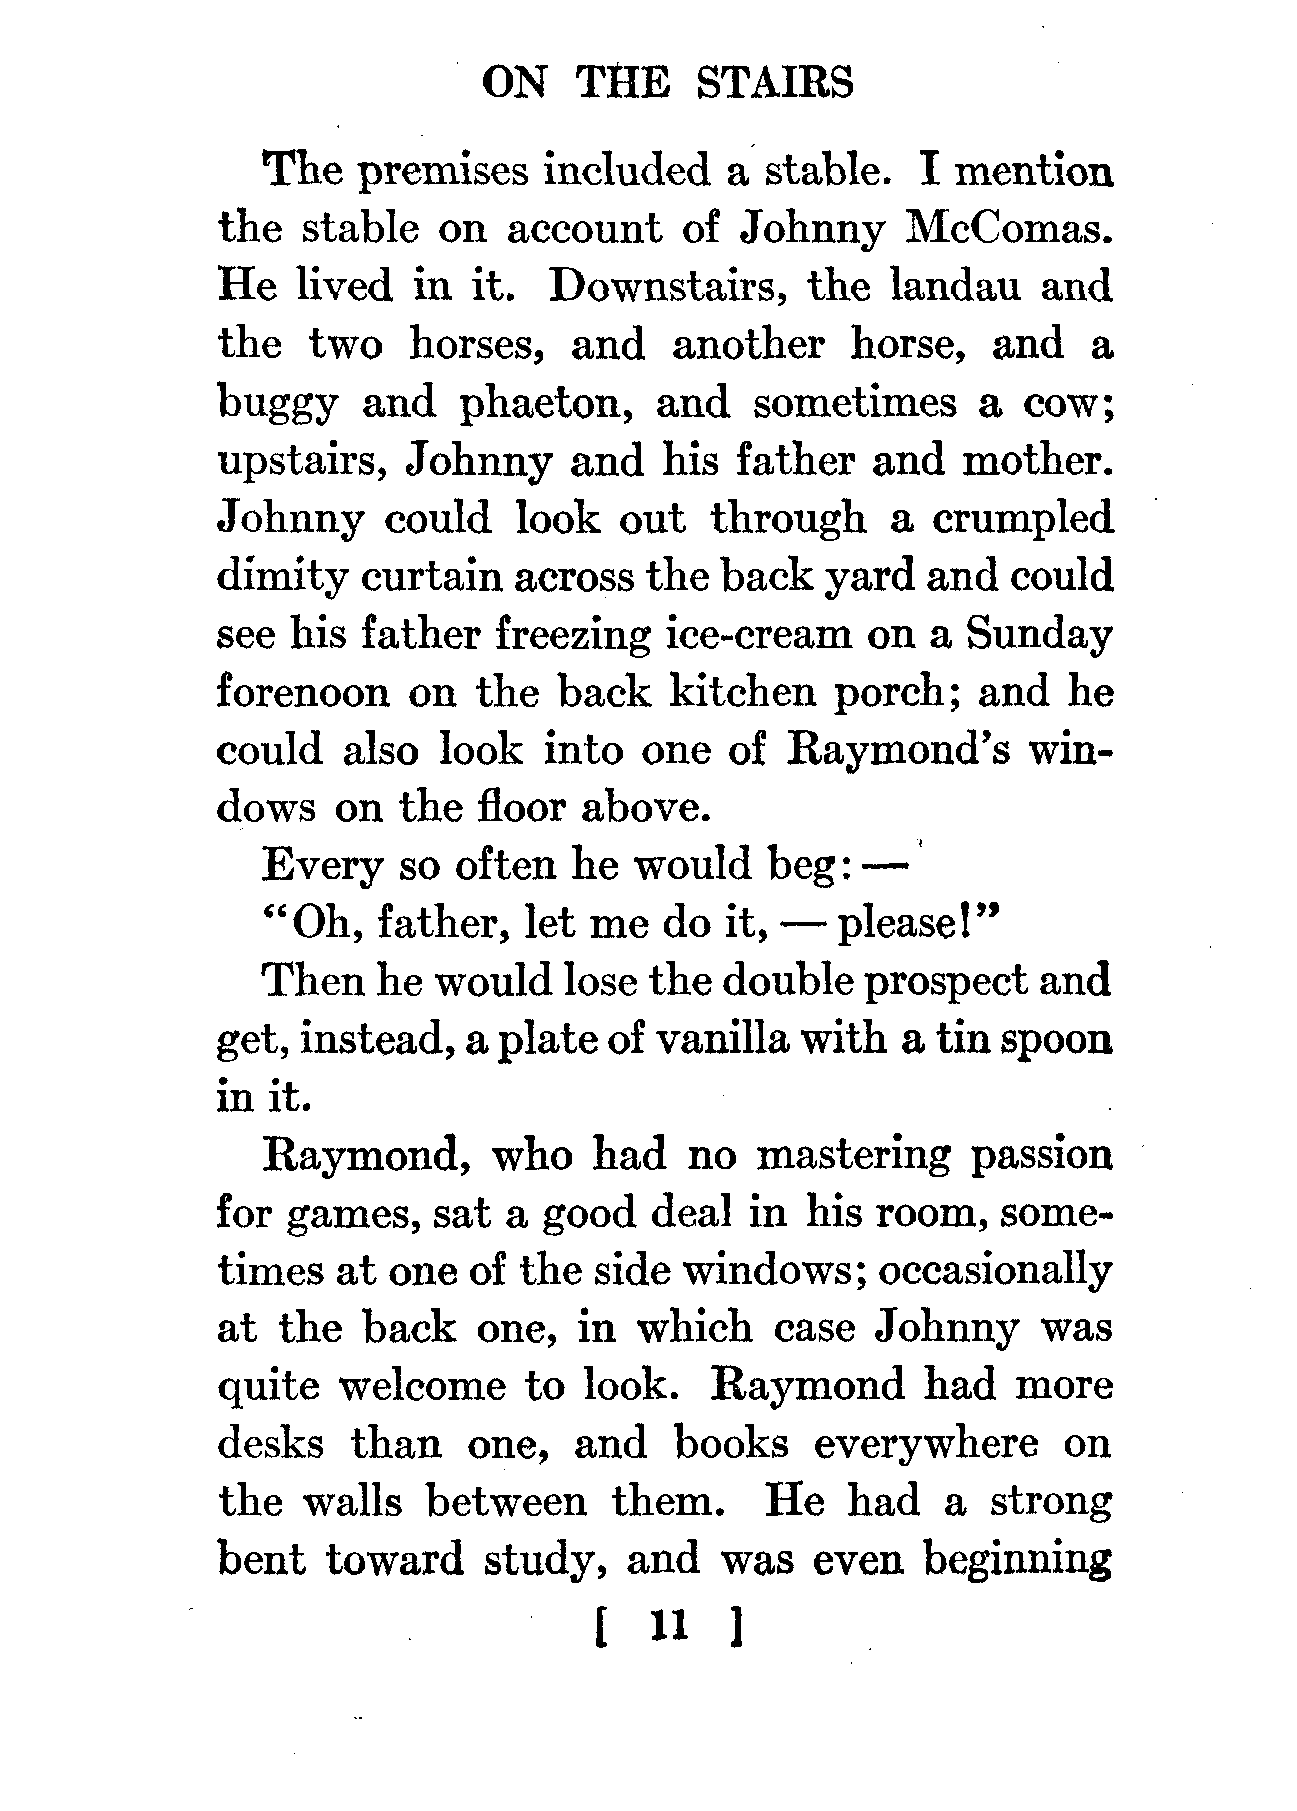 ON THE STAIRS
The premises included a stable. I mention
the stable on account of Johnny McComas.
He lived in it. Downstairs, the landau and
the two horses, and another horse, and a
buggy and phaeton, and sometimes a cow;
upstairs, Johnny and his father and mother.
Johnny could look out through a crumpled
dimity curtain across the back yard and could
see his father freezing ice-cream on a Sunday
forenoon on the back kitchen porch; and he
could also look into one of Raymond's win-
dows on the floor above.
Every so often he would beg: —
"Oh, father, let me do it, — please!"
Then he would lose the double prospect and
get, instead, a plate of vanilla with a tin spoon
in it.
Raymond, who had no mastering passion
for games, sat a good deal in his room, some-
times at one of the side windows; occasionally
at the back one, in which case Johnny was
quite welcome to look. Raymond had more
desks than one, and books everywhere on
the walls between them. He had a strong
bent toward study, and was even beginning
[ 11 ]